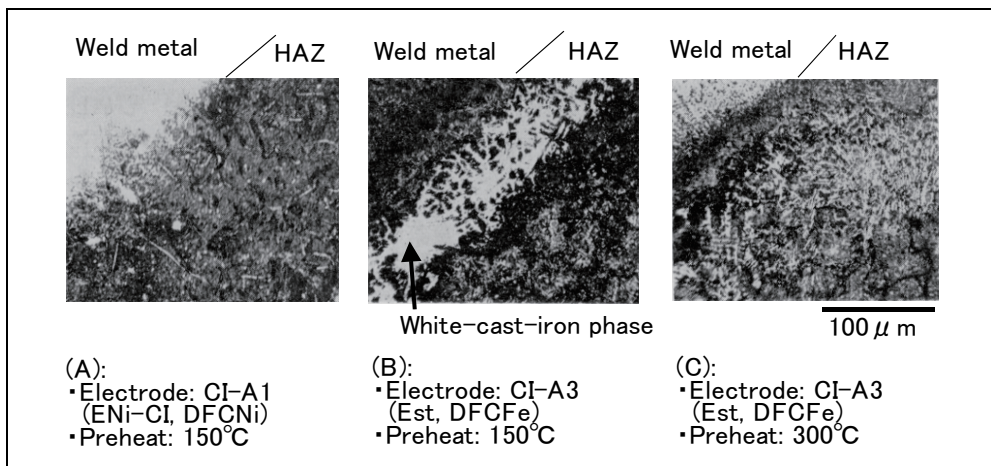 Weld metal / HAZ
Weld metal / HAZ
Weld metal / HAZ
White-cast-iron phase
100μm
(A):
・Electrode: CI-A1
(ENi-CI, DFCNi)
・Preheat: 150℃
(B):
・Electrode: CI-A3
(Est, DFCFe)
・Preheat: 150℃
(C):
・Electrode: CI-A3
(Est, DFCFe)
・Preheat: 300℃